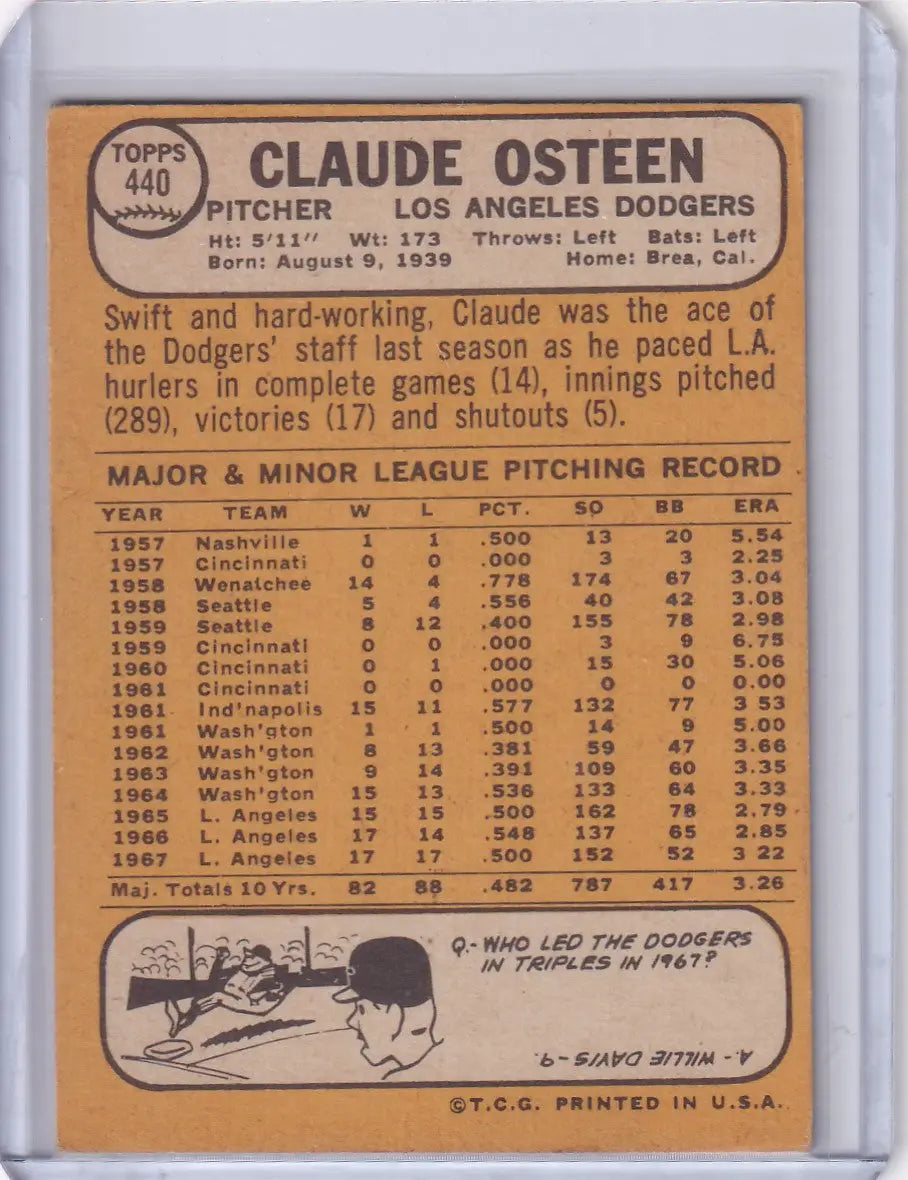 TOPPS
440
CLAUDE OSTEEN
PITCHER LOS ANGELES DODGERS
Ht: 5'11" Wt: 173 Throws: Left Bats: Left
Born: August 9, 1939 Home: Brea, Cal.
Swift and hard-working, Claude was the ace of
the Dodgers' staff last season as he paced L.A.
hurlers in complete games (14), innings pitched
(289), victories (17) and shutouts (5).
MAJOR & MINOR LEAGUE PITCHING RECORD
YEAR TEAM W L PCT. SO BB ERA
1957 Nashville 1 1 .500 13 20 5.54
1957 Cincinnati 0 0 .000 3 3 2.25
1958 Wenatchee 14 4 .778 174 67 3.04
1958 Seattle 5 4 .556 40 42 3.08
1959 Seattle 8 12 .400 155 78 2.98
1959 Cincinnati 0 0 .000 3 9 6.75
1960 Cincinnati 0 1 .000 15 30 5.06
1961 Cincinnati 0 0 .000 0 0 0.00
1961 Ind'napolis 15 11 .577 132 77 3 53
1961 Wash'gton 1 1 .500 14 9 5.00
1962 Wash'gton 8 13 .381 59 47 3.66
1963 Wash'gton 9 14 .391 109 60 3.35
1964 Wash'gton 15 13 .536 133 64 3.33
1965 L. Angeles 15 15 .500 162 78 2.79
1966 L. Angeles 17 14 .548 137 65 2.85
1967 L. Angeles 17 17 .500 152 52 3 22
Maj. Totals 10 Yrs. 82 88 .482 787 417 3.26
Q.- WHO LED THE DODGERS
IN TRIPLES IN 1967?
A.- WILLIE DAVIS - 9.
©T.C.G. PRINTED IN U.S.A.